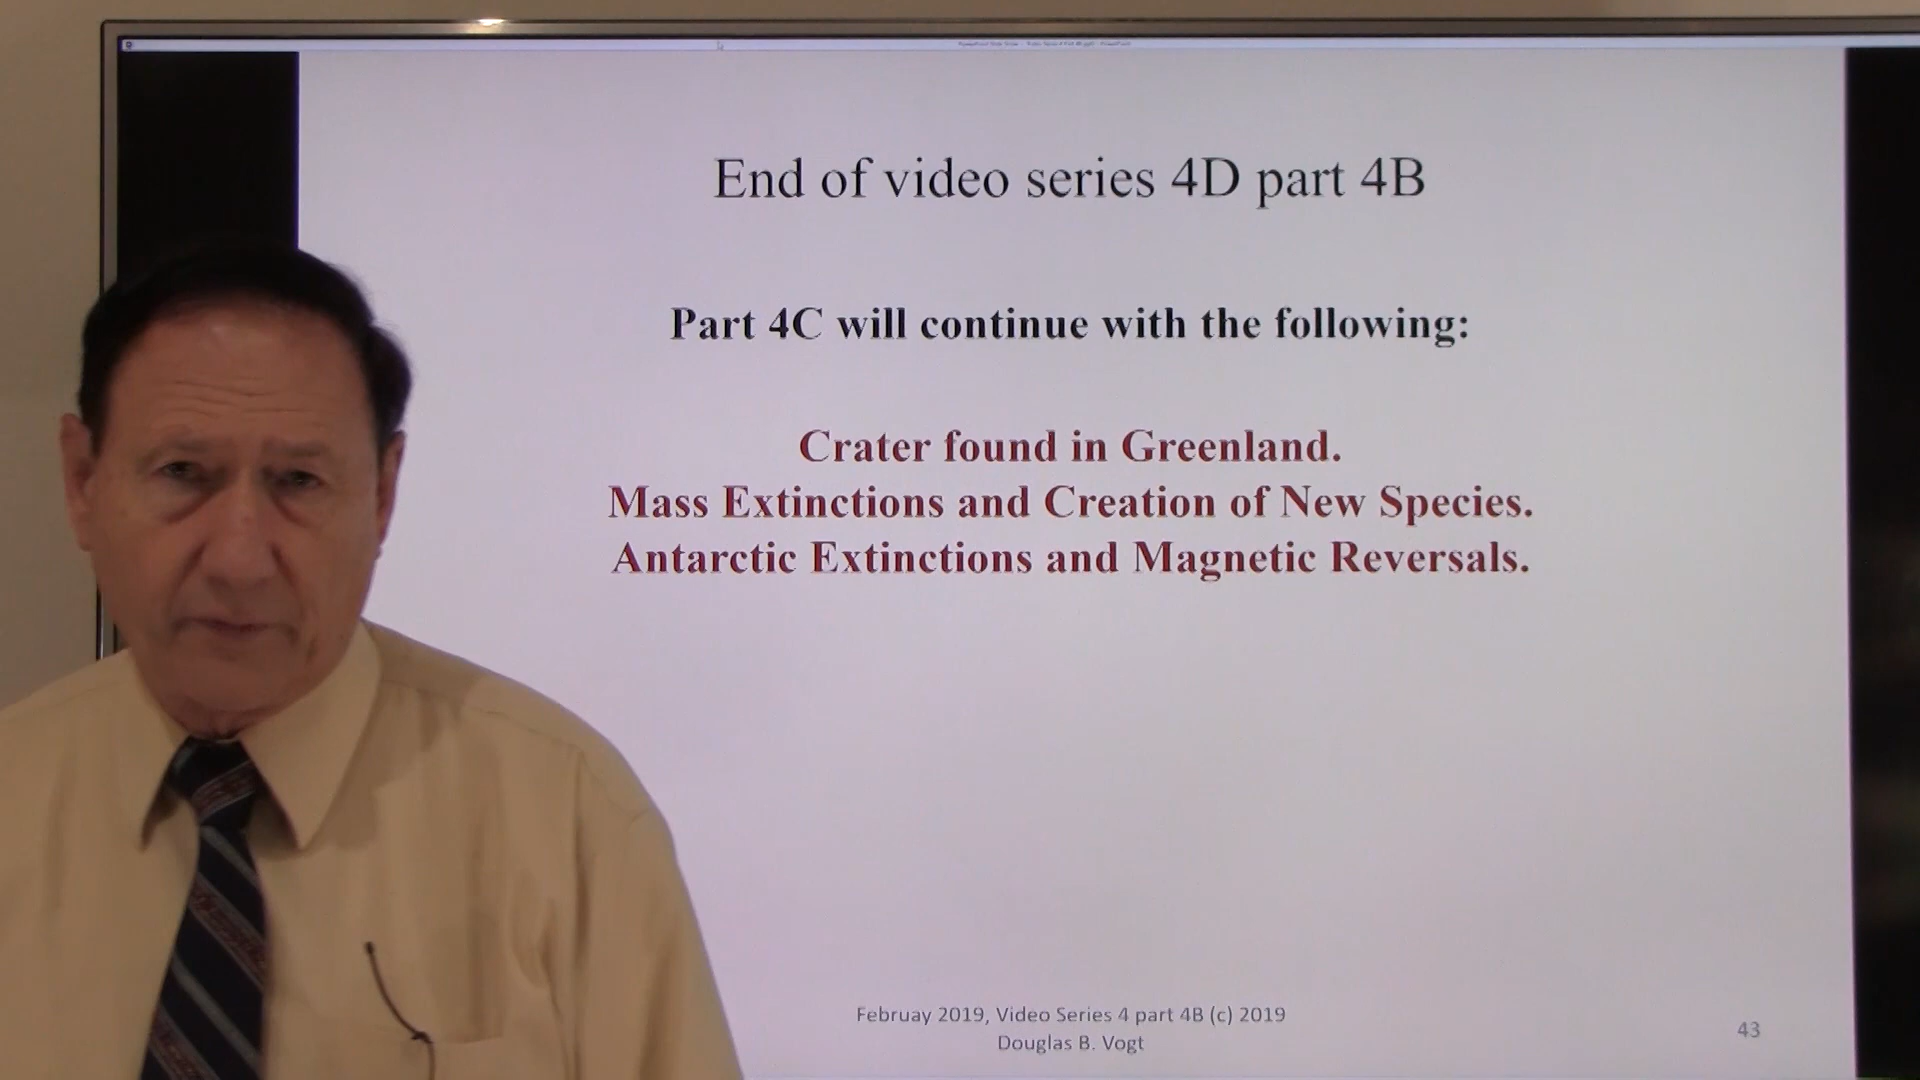 End of video series 4D part 4B
Part 4C will continue with the following:
Crater found in Greenland.
Mass Extinctions and Creation of New Species.
Antarctic Extinctions and Magnetic Reversals.
Februay 2019, Video Series 4 part 4B (c) 2019
Douglas B. Vogt
43